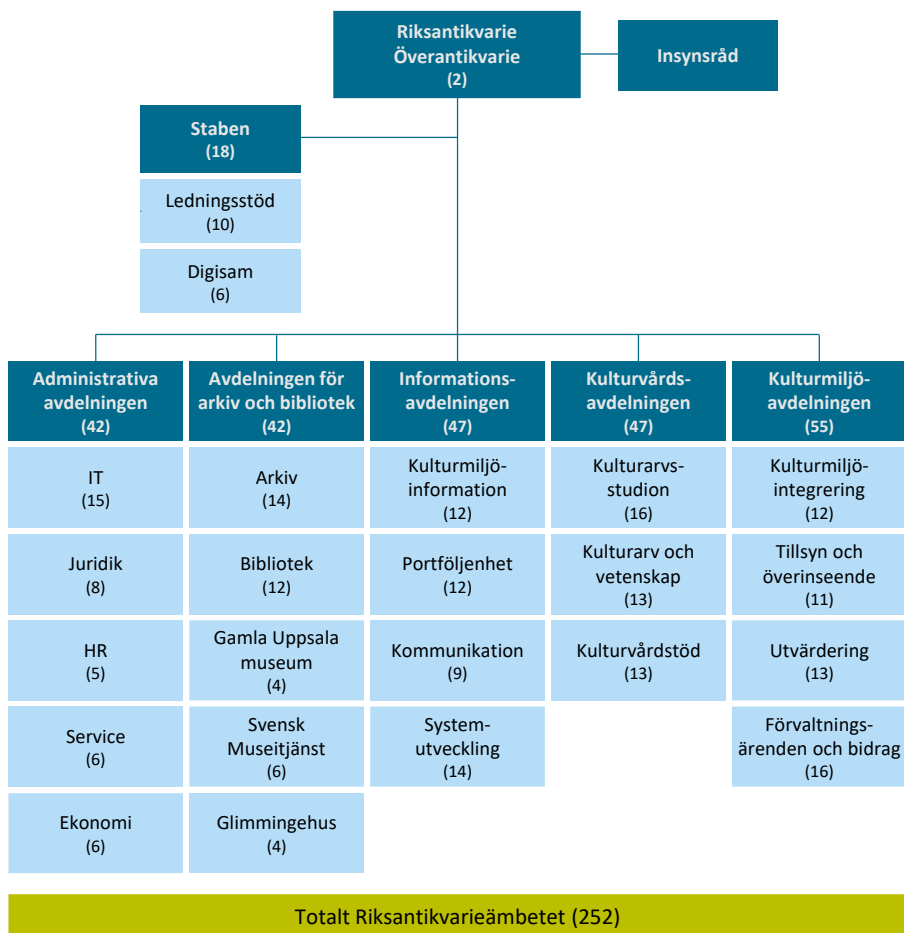 Riksantikvarie
Överantikvarie
(2)
Insynsråd
Staben
(18)
Ledningsstöd
(10)
Digisam
(6)
Administrativa
avdelningen
(42)
IT
(15)
Juridik
(8)
HR
(5)
Service
(6)
Ekonomi
(6)
Avdelningen för
arkiv och bibliotek
(42)
Arkiv
(14)
Bibliotek
(12)
Gamla Uppsala
museum
(4)
Svensk
Museitjänst
(6)
Glimmingehus
(4)
Informations-
avdelningen
(47)
Kulturmiljö-
information
(12)
Portföljenhet
(12)
Kommunikation
(9)
System-
utveckling
(14)
Kulturvårds-
avdelningen
(47)
Kulturarvs-
studion
(16)
Kulturarv och
vetenskap
(13)
Kulturvårdstöd
(13)
Kulturmiljö-
avdelningen
(55)
Kulturmiljö-
integrering
(12)
Tillsyn och
överinseende
(11)
Utvärdering
(13)
Förvaltnings-
ärenden och bidrag
(16)
Totalt Riksantikvarieämbetet (252)